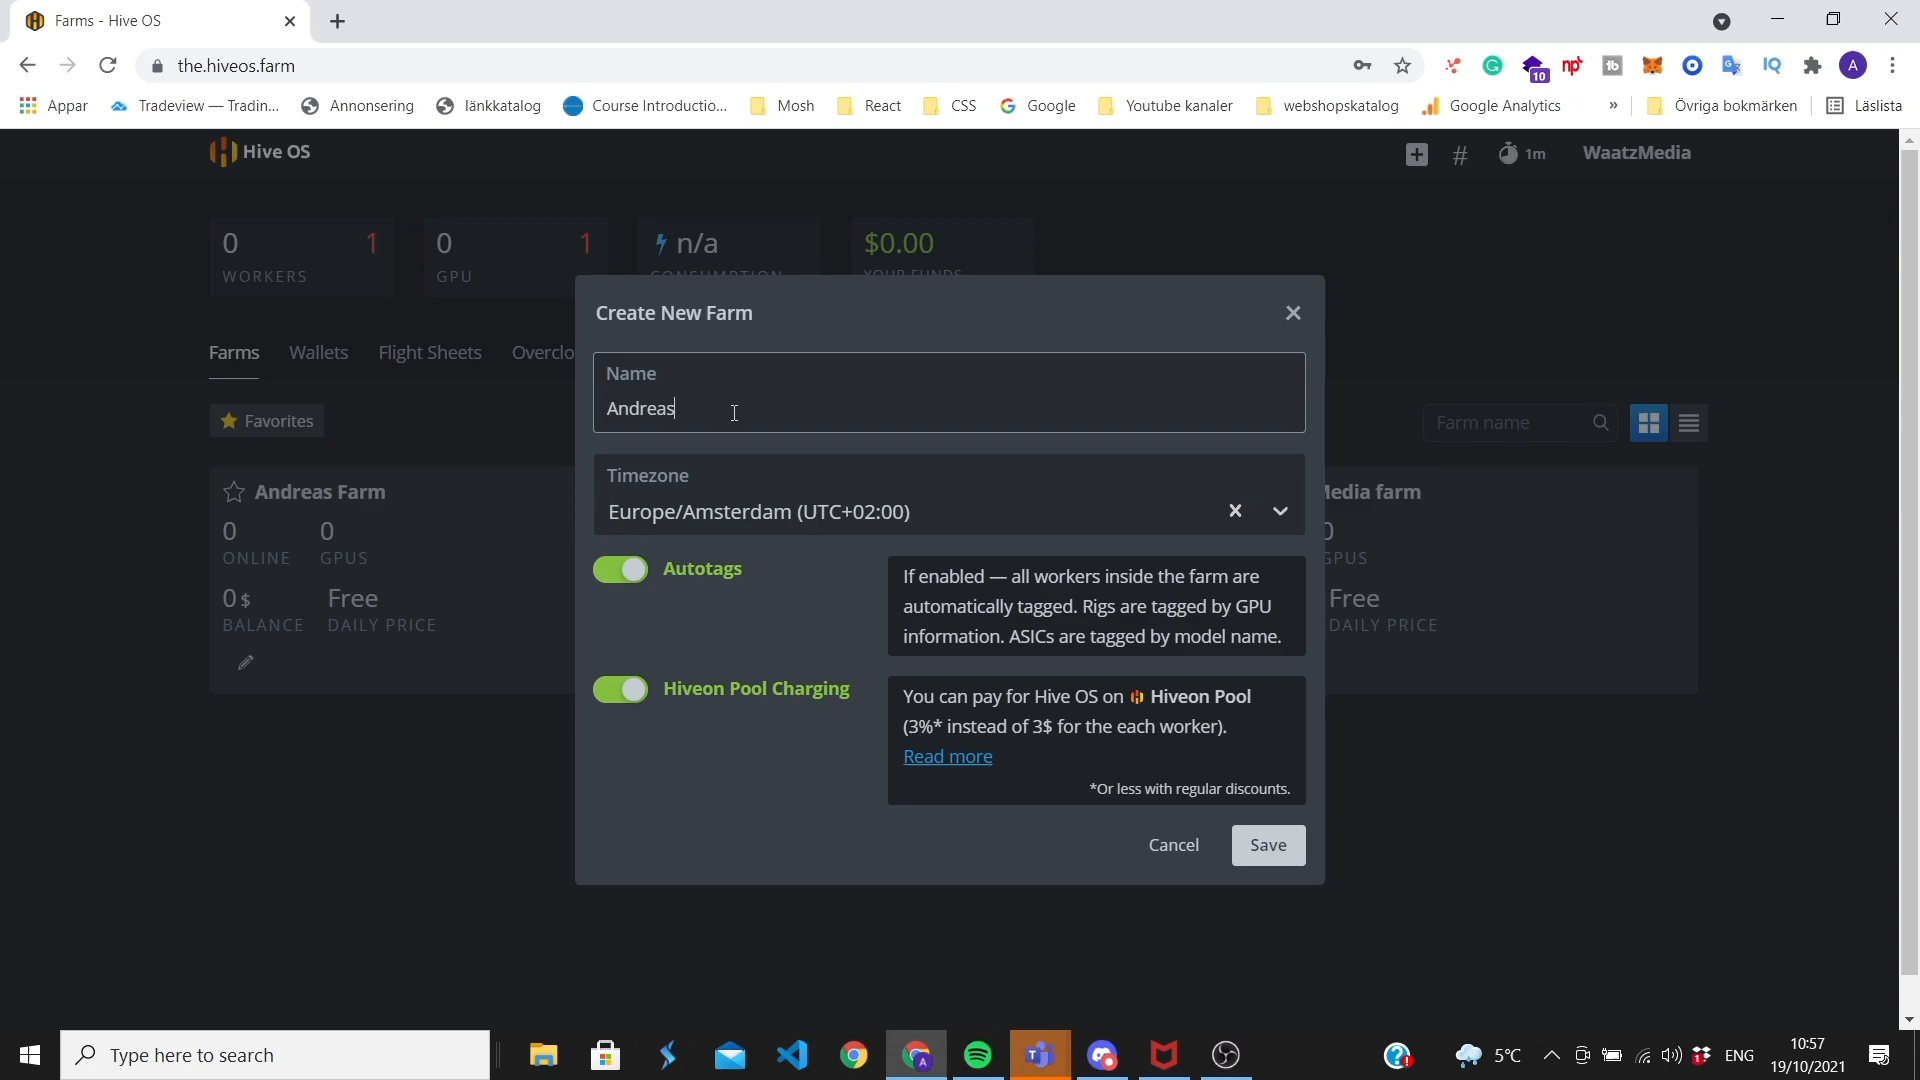 Farms - Hive OS
the.hiveos.farm
10
A
Appar
Tradeview — Tradin...
Annonsering
länkkatalog
Course Introductio...
Mosh
React
CSS
Google
Youtube kanaler
webshopskatalog
Google Analytics
»
Övriga bokmärken
Läslista
Hive OS
1m
WaatzMedia
0 1
WORKERS
0 1
GPU
n/a
CONSUMPTION
$0.00
YOUR FUNDS
Farms
Wallets
Flight Sheets
Overclo
Favorites
Farm name
Andreas Farm
0
ONLINE
0
GPUS
0 $
BALANCE
Free
DAILY PRICE
Media farm
0
GPUS
Free
DAILY PRICE
Create New Farm
Name
Andreas
Timezone
Europe/Amsterdam (UTC+02:00)
Autotags
If enabled — all workers inside the farm are
automatically tagged. Rigs are tagged by GPU
information. ASICs are tagged by model name.
Hiveon Pool Charging
You can pay for Hive OS on Hiveon Pool
(3%* instead of 3$ for the each worker).
Read more
*Or less with regular discounts.
Cancel
Save
Type here to search
5°C
ENG
10:57
19/10/2021